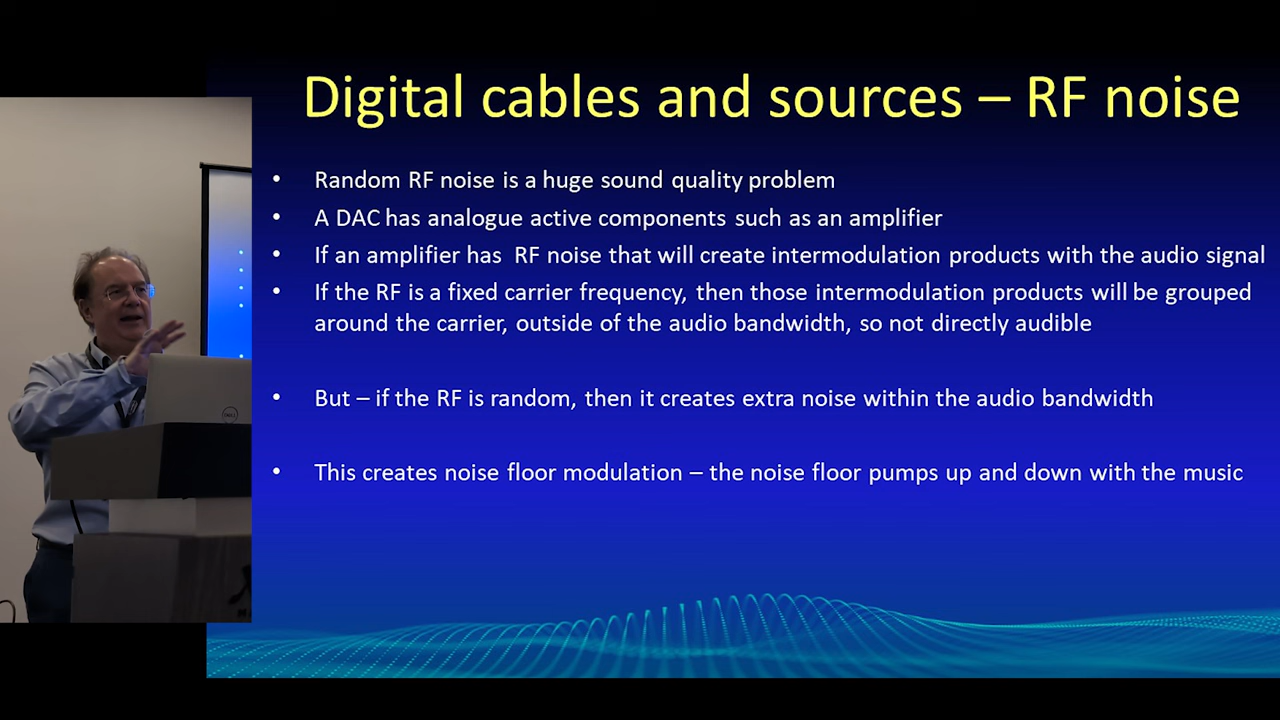 Digital cables and sources – RF noise
• Random RF noise is a huge sound quality problem
• A DAC has analogue active components such as an amplifier
• If an amplifier has  RF noise that will create intermodulation products with the audio signal
• If the RF is a fixed carrier frequency, then those intermodulation products will be grouped
around the carrier, outside of the audio bandwidth, so not directly audible
• But – if the RF is random, then it creates extra noise within the audio bandwidth
• This creates noise floor modulation – the noise floor pumps up and down with the music
DELL